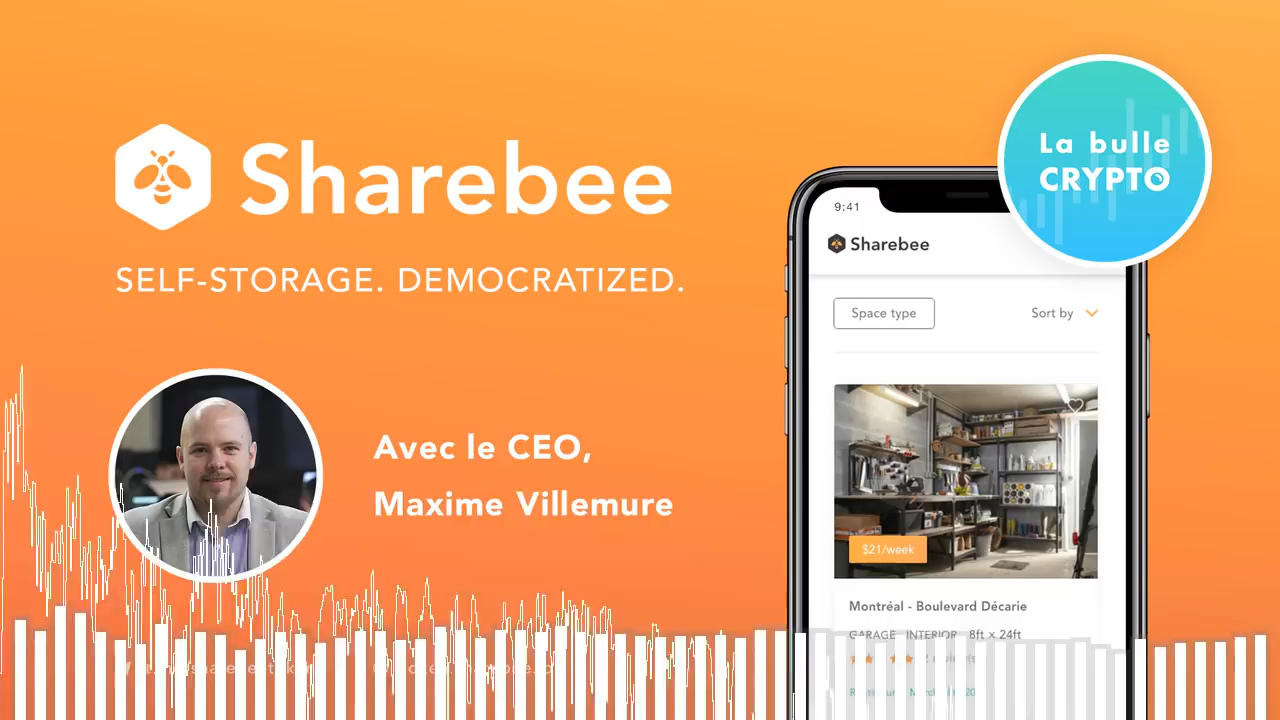 Sharebee
SELF-STORAGE. DEMOCRATIZED.
Avec le CEO,
Maxime Villemure
La bulle
CRYPTO
9:41
Sharebee
Space type
Sort by
$21/week
Montréal - Boulevard Décarie
GARAGE INTERIOR 8ft x 24ft